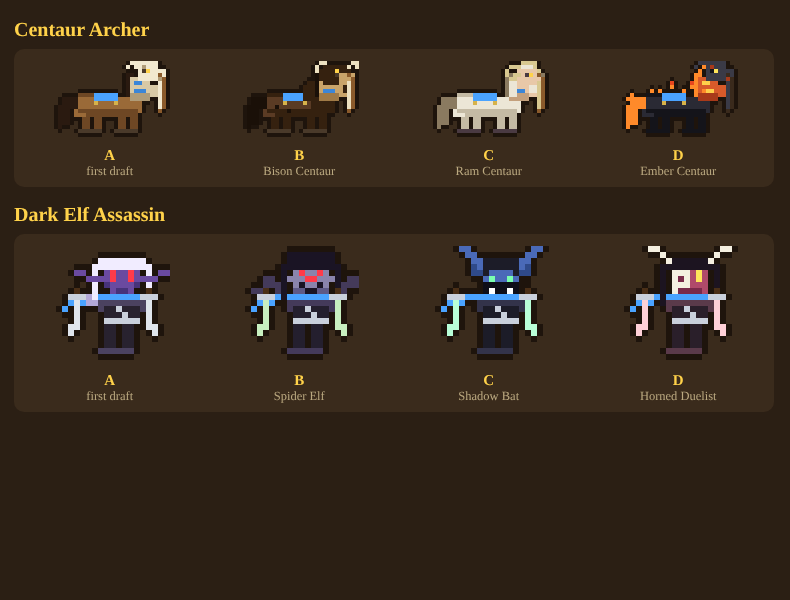 Centaur Archer
A
first draft
B
Bison Centaur
C
Ram Centaur
D
Ember Centaur
Dark Elf Assassin
A
first draft
B
Spider Elf
C
Shadow Bat
D
Horned Duelist